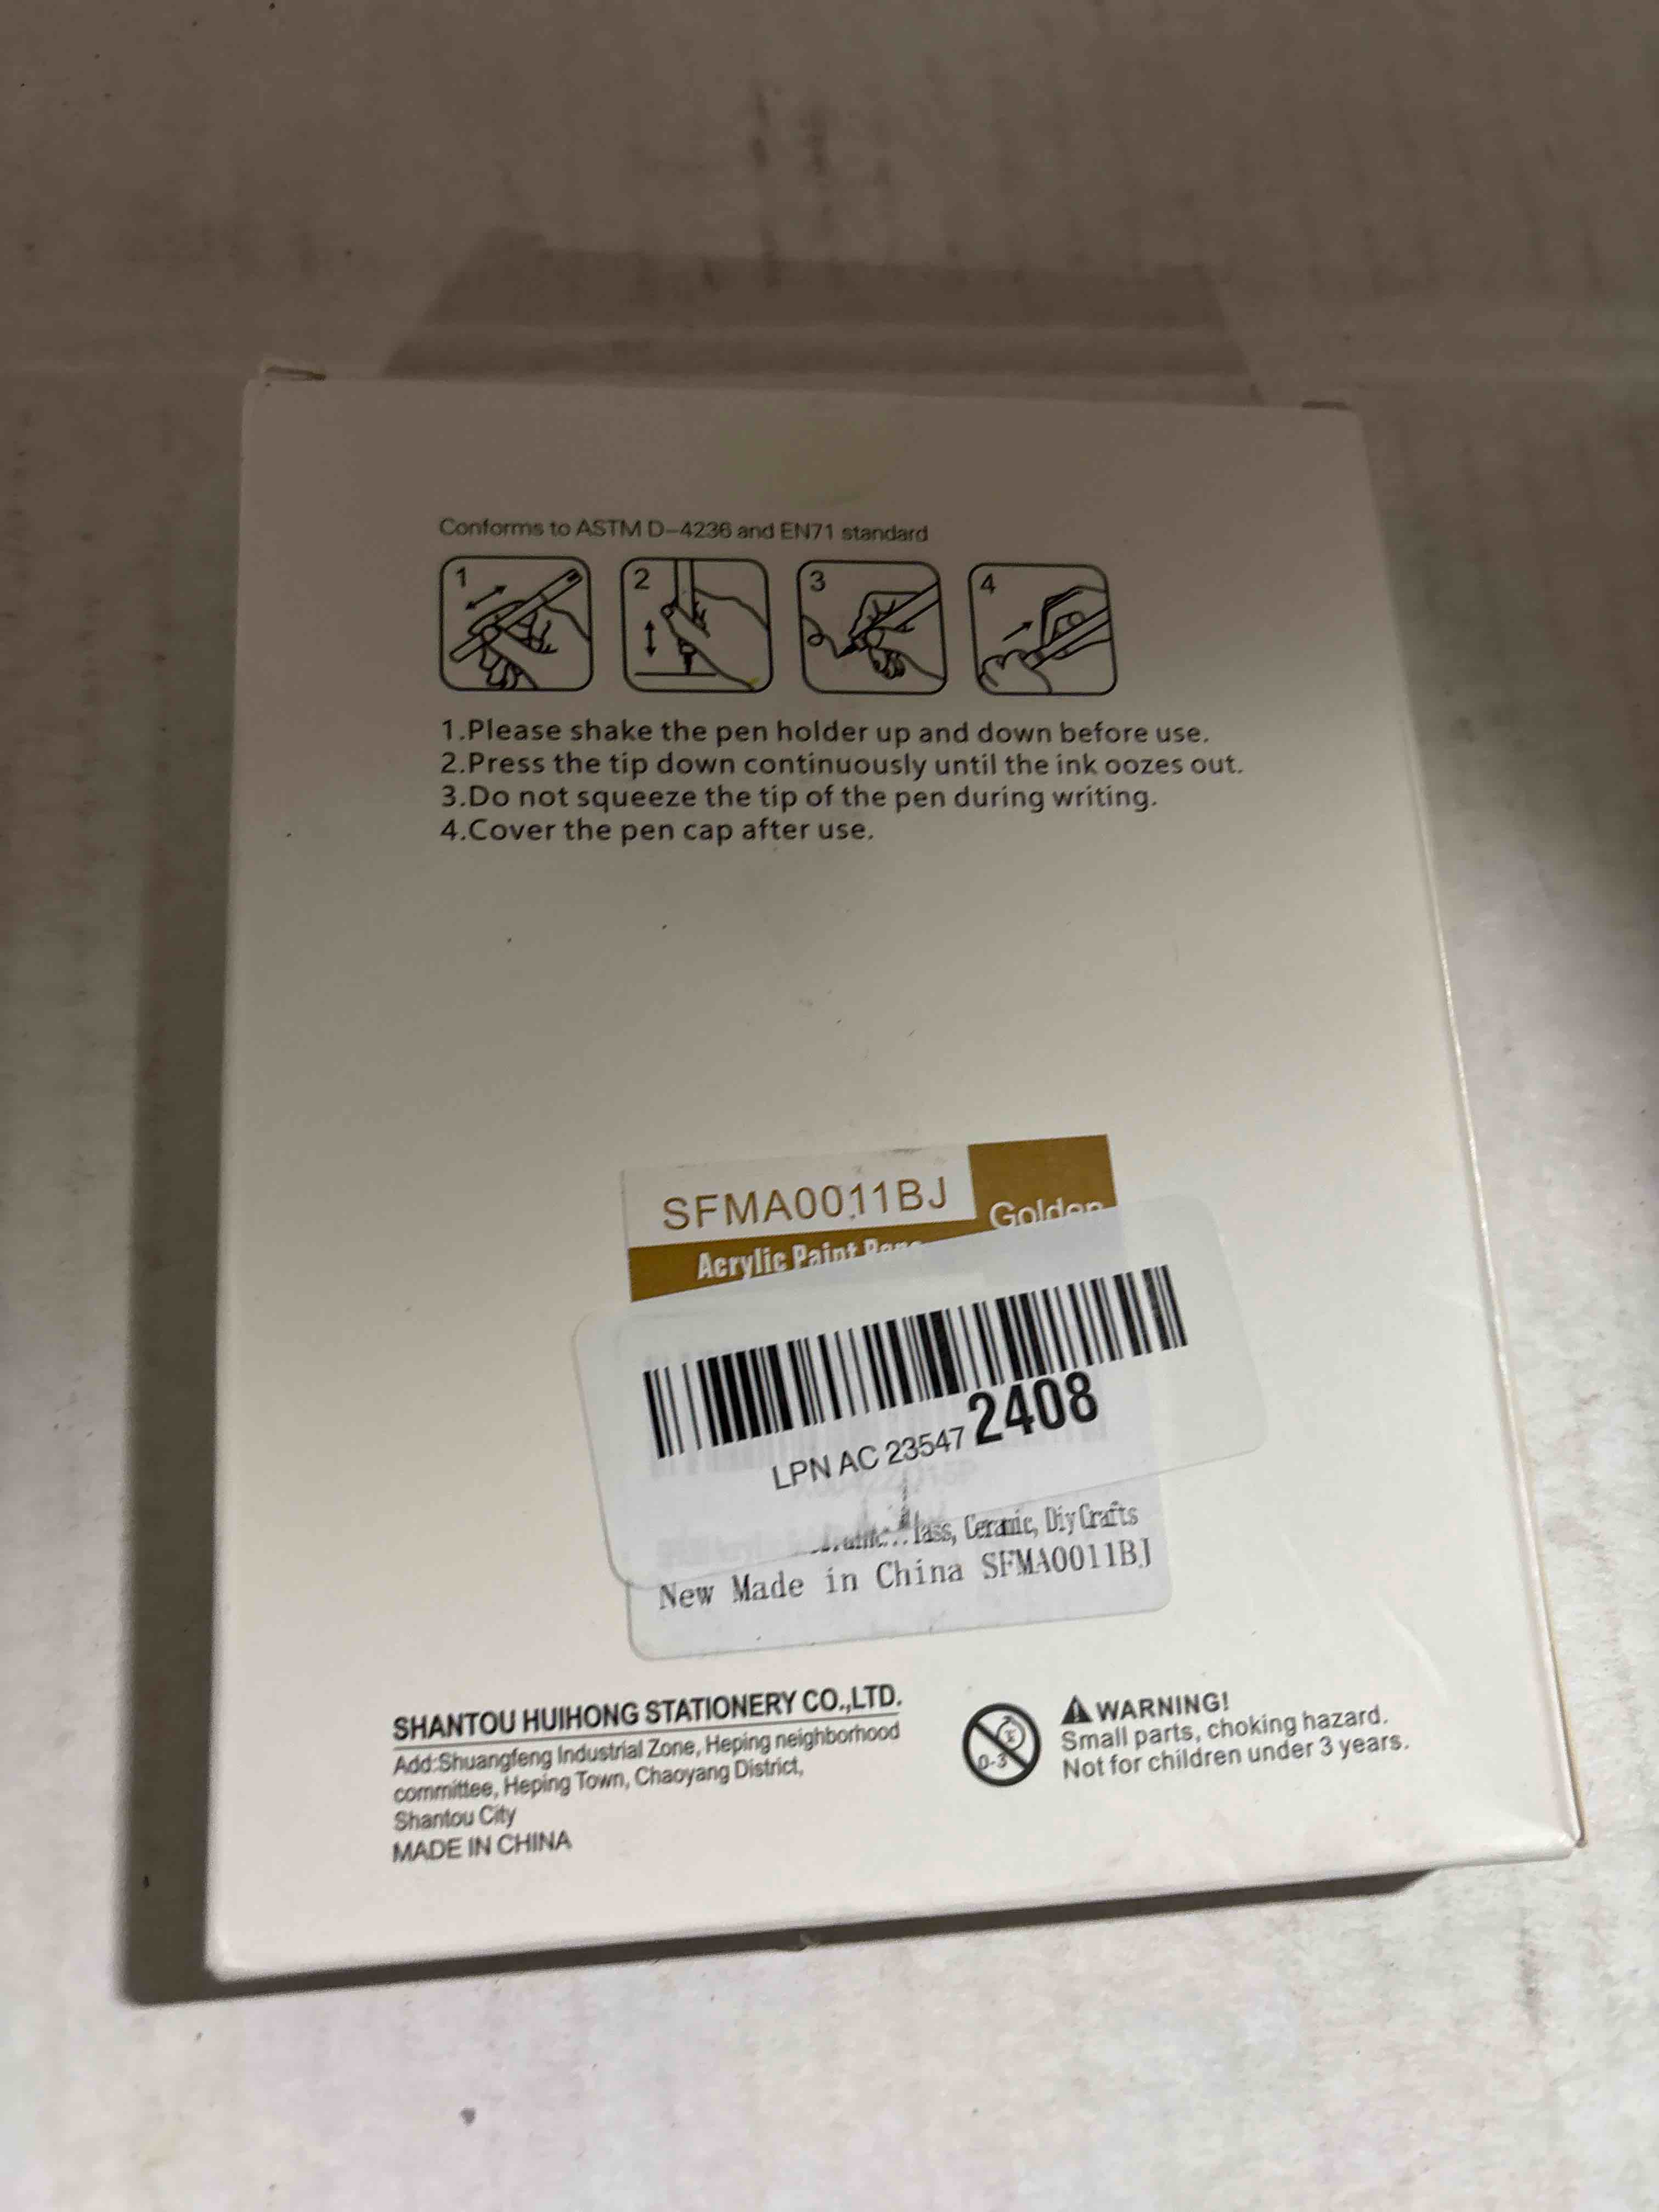 Conforms to ASTM D-4236 and EN71 standard
1 2 3 4
1.Please shake the pen holder up and down before use.
2.Press the tip down continuously until the ink oozes out.
3.Do not squeeze the tip of the pen during writing.
4.Cover the pen cap after use.
SFMA0011BJ
Golden
Acrylic Paint Pens
LPN AC 23547 2408
Ceramic, Diy Crafts
New Made in China SFMA0011BJ
SHANTOU HUIHONG STATIONERY CO.,LTD.
Add:Shuangfeng Industrial Zone, Heping neighborhood
committee, Heping Town, Chaoyang District,
Shantou City
MADE IN CHINA
0-3
WARNING!
Small parts, choking hazard.
Not for children under 3 years.